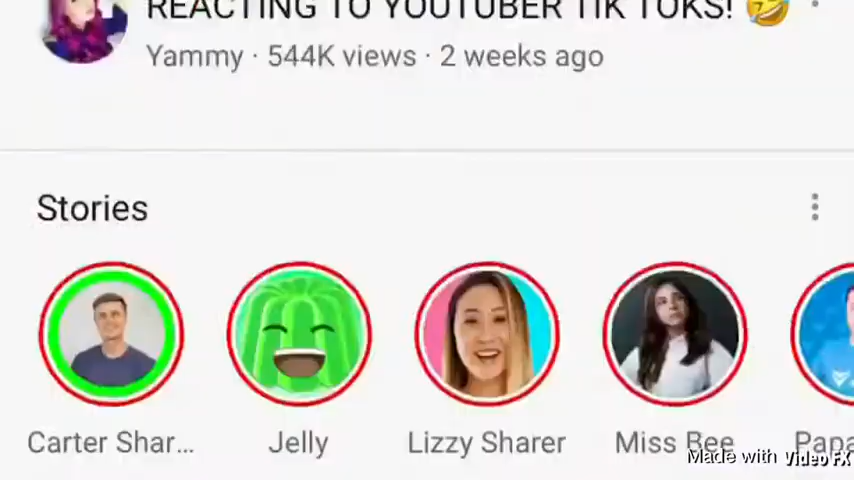 REACTING TO YOUTUBER TIK TOKS! 🤣
Yammy · 544K views · 2 weeks ago
Stories
Carter Shar...
Jelly
Lizzy Sharer
Miss Bee
Papa
Made with Video FX